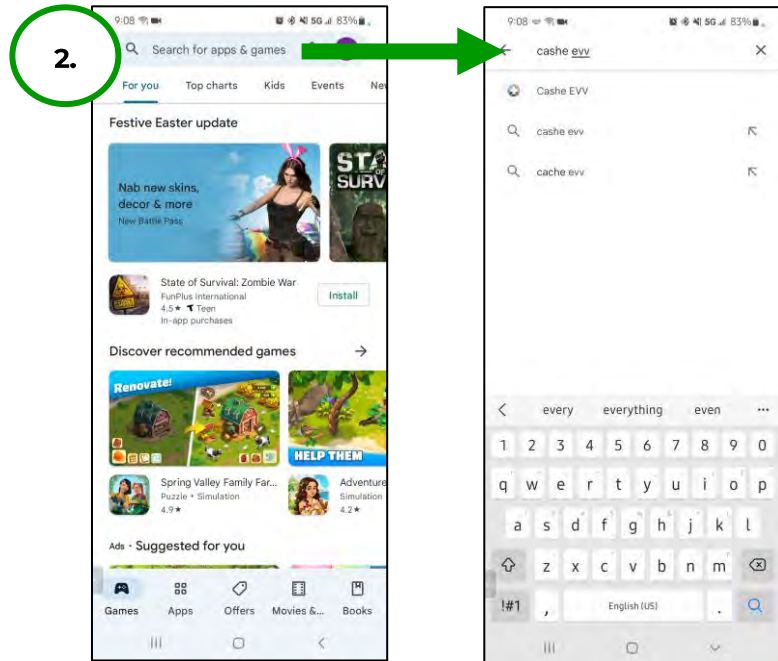 2.
9:08
5G 83%
Search for apps & games
For you Top charts Kids Events Ne
Festive Easter update
Nab new skins,
decor & more
New Battle Pass
STA
SURV
State of Survival: Zombie War
FunPlus International
4.5★ Teen
In-app purchases
Install
Discover recommended games →
Renovate!
HELP THEM
Spring Valley Family Far...
Puzzle • Simulation
4.9★
Adventure
Simulation
4.2★
Ads • Suggested for you
Games Apps Offers Movies &... Books
9:08
5G 83%
cashe evv
Cashe EVV
cashe evv
cache evv
every everything even ...
1 2 3 4 5 6 7 8 9 0
q w e r t y u i o p
a s d f g h j k l
z x c v b n m
!#1 , English (US) .